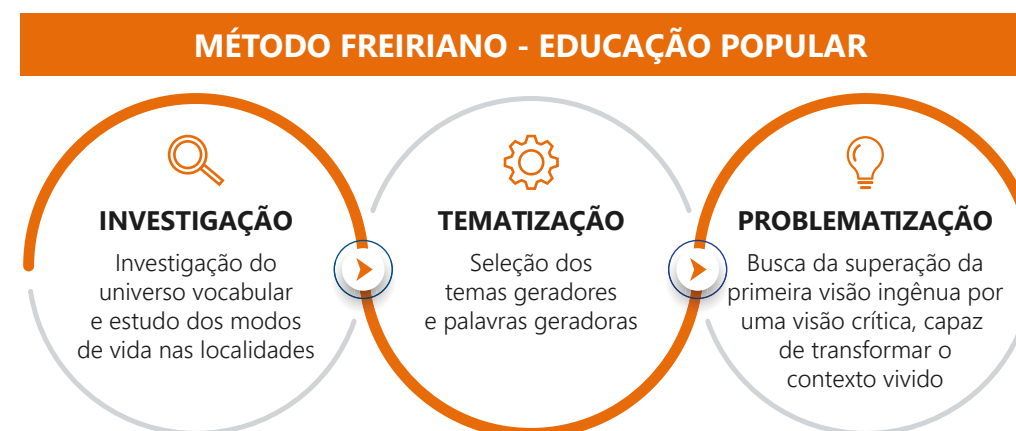 MÉTODO FREIRIANO - EDUCAÇÃO POPULAR
INVESTIGAÇÃO
Investigação do
universo vocabular
e estudo dos modos
de vida nas localidades
TEMATIZAÇÃO
Seleção dos
temas geradores
e palavras geradoras
PROBLEMATIZAÇÃO
Busca da superação da
primeira visão ingênua por
uma visão crítica, capaz
de transformar o
contexto vivido